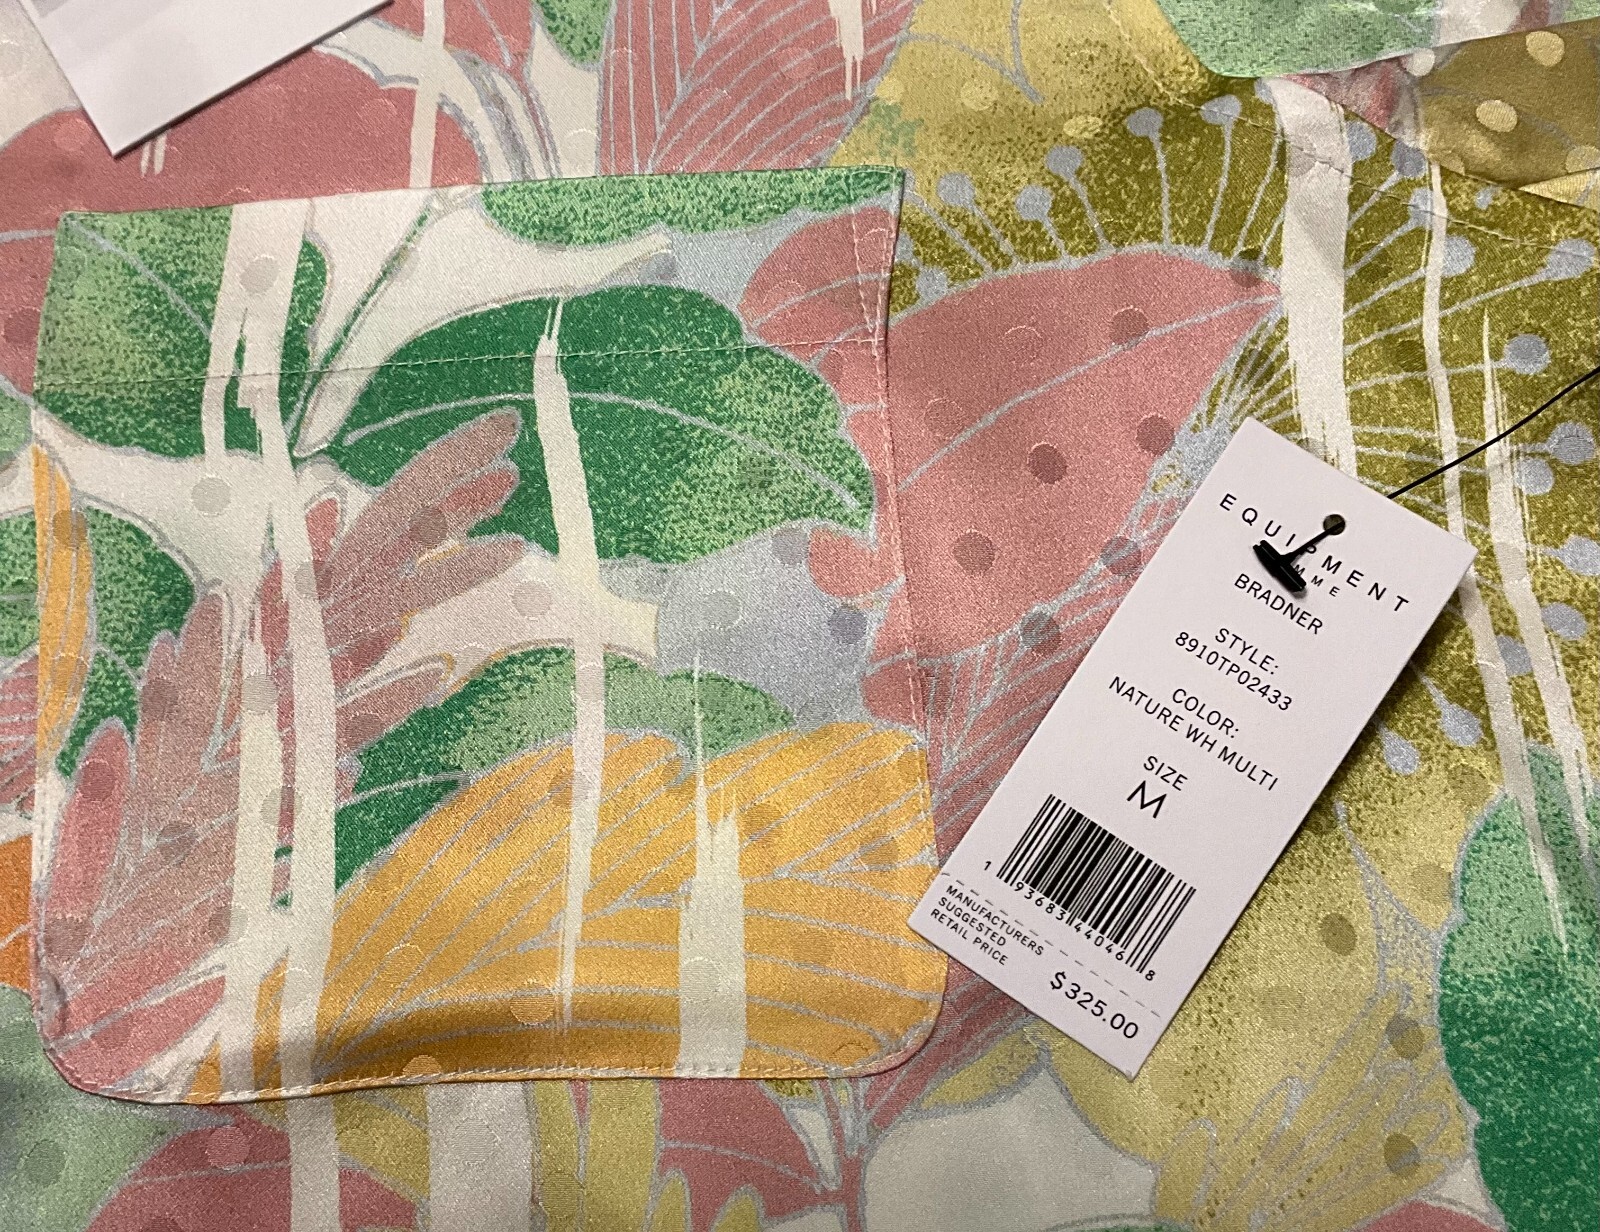 EQUIPMENT
BRADNER
STYLE:
8910TP02433
COLOR:
NATURE WH MULTI
SIZE
M
1 93683 44046 8
MANUFACTURERS
SUGGESTED
RETAIL PRICE
$325.00